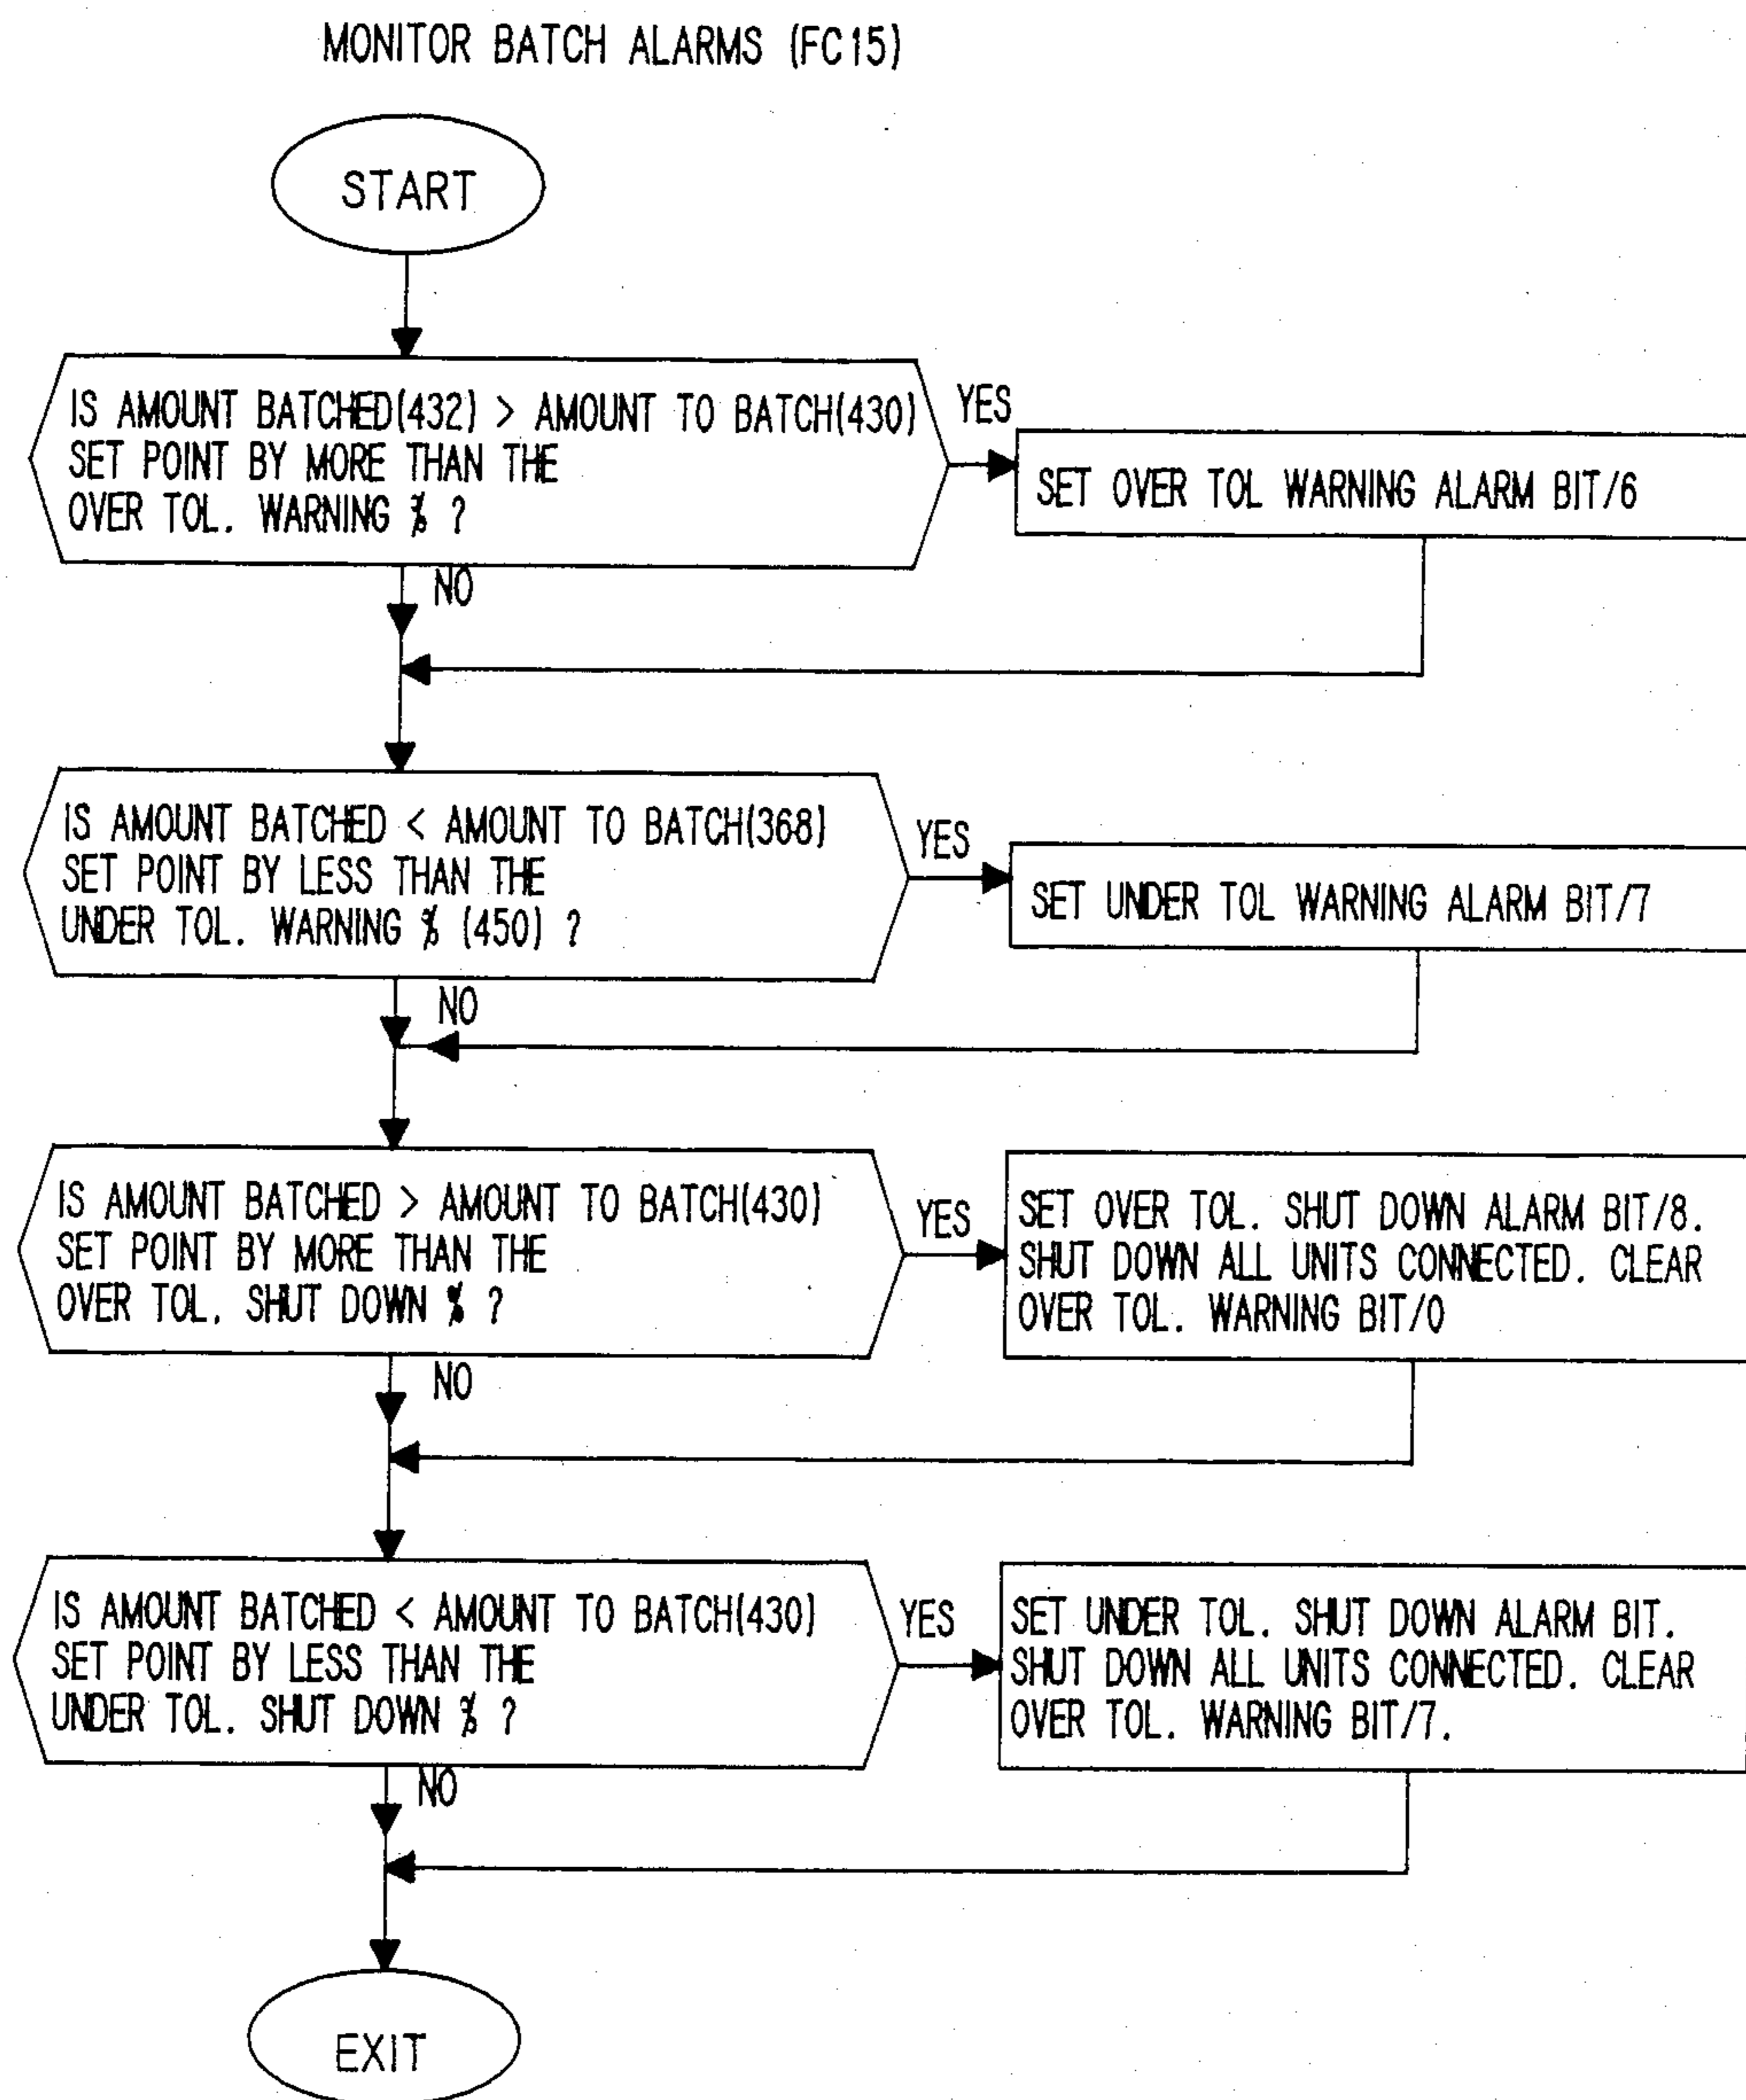 MONITOR BATCH ALARMS (FC15)
START
IS AMOUNT BATCHED(432) > AMOUNT TO BATCH(430)
SET POINT BY MORE THAN THE
OVER TOL. WARNING % ?
YES
SET OVER TOL WARNING ALARM BIT/6
NO
IS AMOUNT BATCHED < AMOUNT TO BATCH(368)
SET POINT BY LESS THAN THE
UNDER TOL. WARNING % (450) ?
YES
SET UNDER TOL WARNING ALARM BIT/7
NO
IS AMOUNT BATCHED > AMOUNT TO BATCH(430)
SET POINT BY MORE THAN THE
OVER TOL. SHUT DOWN % ?
YES
SET OVER TOL. SHUT DOWN ALARM BIT/8.
SHUT DOWN ALL UNITS CONNECTED. CLEAR
OVER TOL. WARNING BIT/0
NO
IS AMOUNT BATCHED < AMOUNT TO BATCH(430)
SET POINT BY LESS THAN THE
UNDER TOL. SHUT DOWN % ?
YES
SET UNDER TOL. SHUT DOWN ALARM BIT.
SHUT DOWN ALL UNITS CONNECTED. CLEAR
OVER TOL. WARNING BIT/7.
NO
EXIT